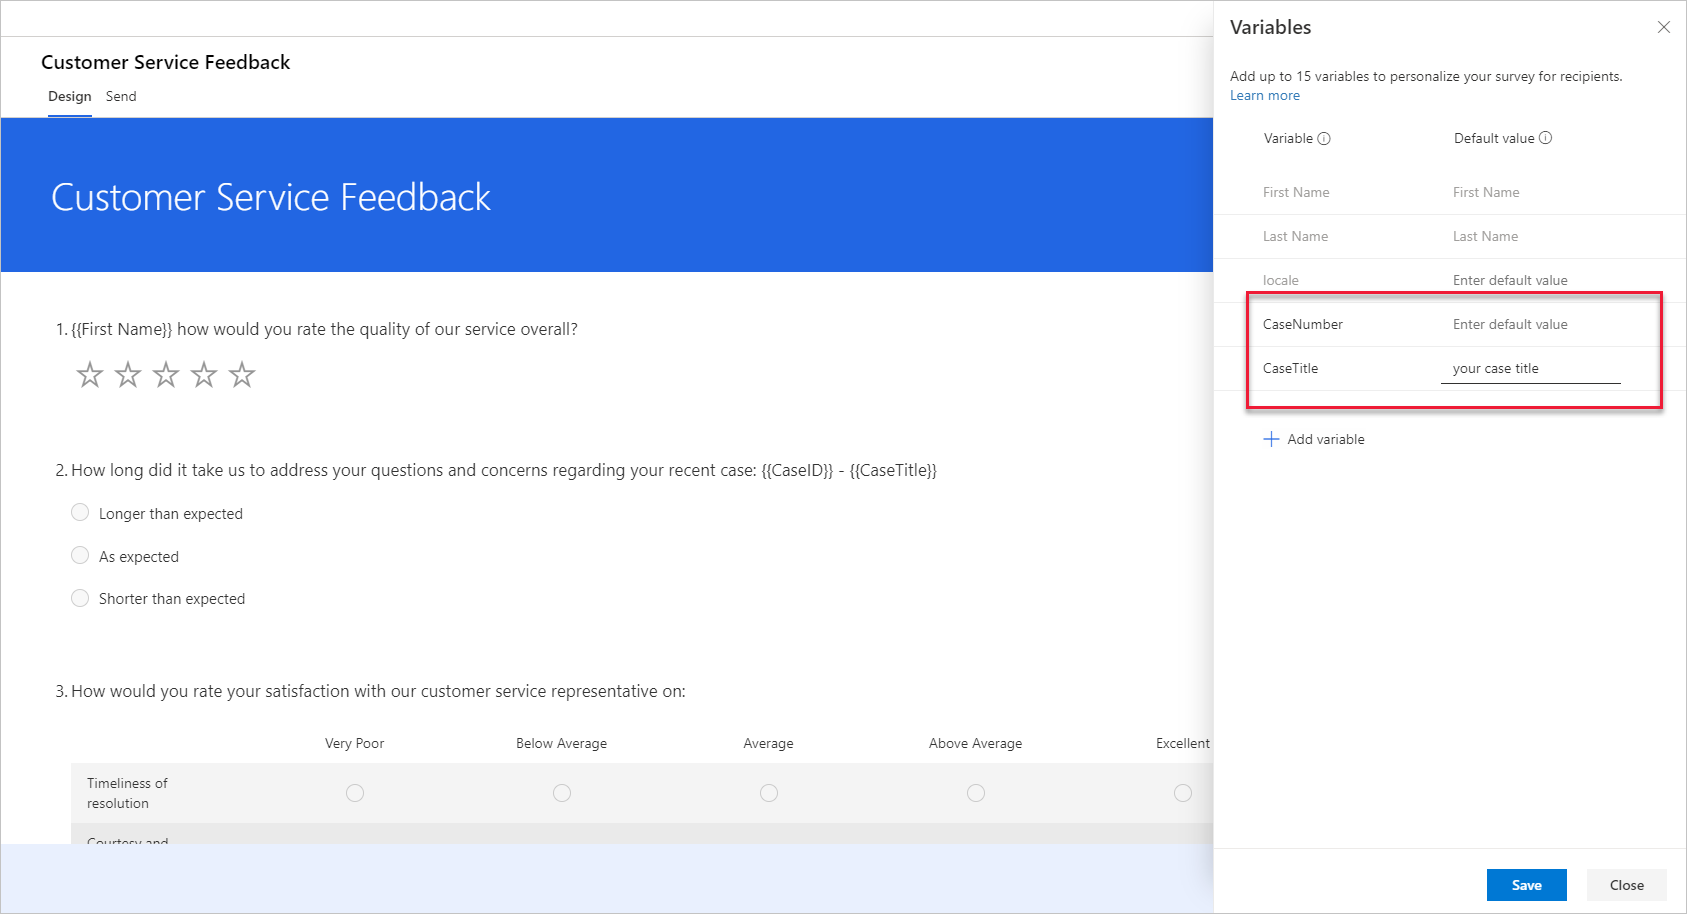 Customer Service Feedback
Design Send
Customer Service Feedback
1. {{First Name}} how would you rate the quality of our service overall?
2. How long did it take us to address your questions and concerns regarding your recent case: {{CaseID}} - {{CaseTitle}}
Longer than expected
As expected
Shorter than expected
3. How would you rate your satisfaction with our customer service representative on:
Very Poor Below Average Average Above Average Excellent
Timeliness of
resolution
Courtesy and
Variables
Add up to 15 variables to personalize your survey for recipients.
Learn more
Variable Default value
First Name First Name
Last Name Last Name
locale Enter default value
CaseNumber Enter default value
CaseTitle your case title
Add variable
Save Close